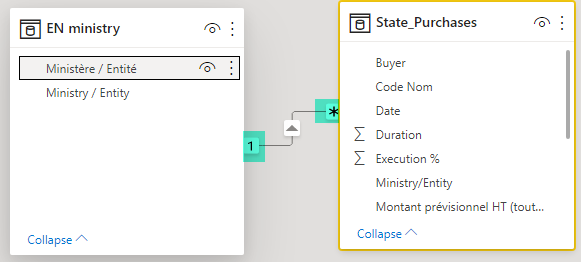 EN ministry
Ministère / Entité
Ministry / Entity
Collapse
1
*
State_Purchases
Buyer
Code Nom
Date
Σ Duration
Σ Execution %
Ministry/Entity
Montant prévisionnel HT (tout...
Collapse